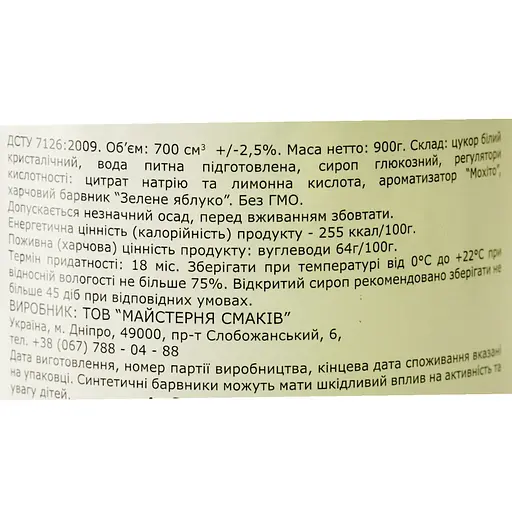 ДСТУ 7126:2009. Об’єм: 700 см³ +/-2,5%. Маса нетто: 900г. Склад: цукор білий
кристалічний, вода питна підготовлена, сироп глюкозний, регулятори
кислотності: цитрат натрію та лимонна кислота, ароматизатор "Мохіто",
харчовий барвник “Зелене яблуко”. Без ГМО.
Допускається незначний осад, перед вживанням збовтати.
Енергетична цінність (калорійність) продукту - 255 ккал/100г.
Поживна (харчова) цінність продукту: вуглеводи 64г/100г.
Термін придатності: 18 міс. Зберігати при температурі від 0°С до +22°С при
відносній вологості не більше 75%. Відкритий сироп рекомендовано зберігати не
більше 45 діб при відповідних умовах.
ВИРОБНИК: ТОВ “МАЙСТЕРНЯ СМАКІВ”
Україна, м. Дніпро, 49000, пр-т Слобожанський, 6,
тел. +38 (067) 788 - 04 - 88
Дата виготовлення, номер партії виробництва, кінцева дата споживання вказані
на упаковці. Синтетичні барвники можуть мати шкідливий вплив на активність та
увагу дітей.